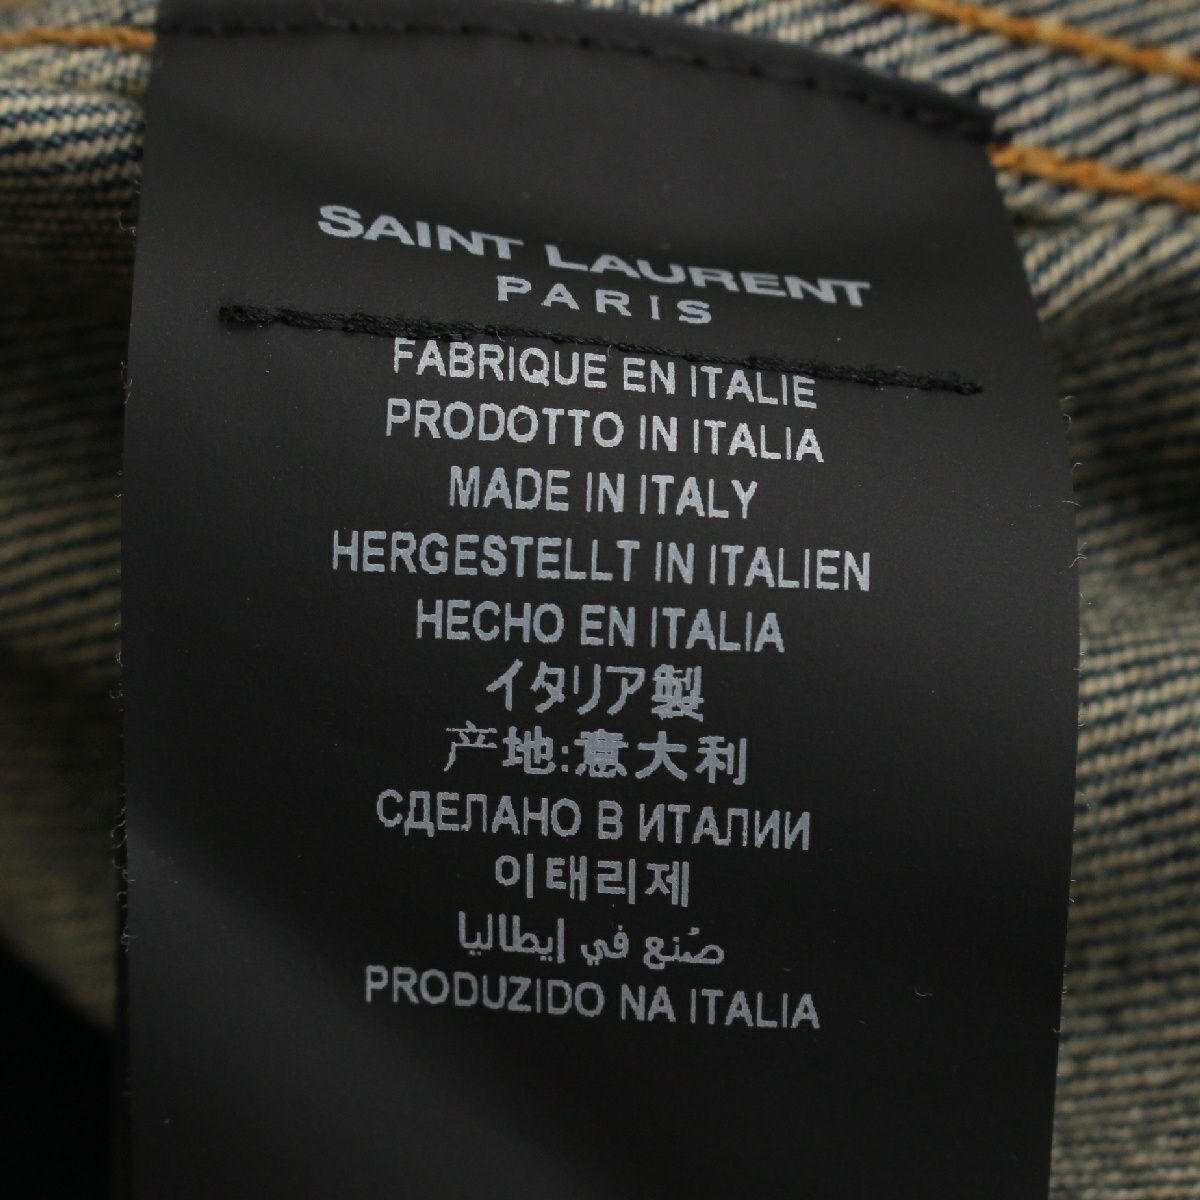 SAINT LAURENT
PARIS
FABRIQUE EN ITALIE
PRODOTTO IN ITALIA
MADE IN ITALY
HERGESTELLT IN ITALIEN
HECHO EN ITALIA
イタリア製
产地:意大利
СДЕЛАНО В ИТАЛИИ
이태리제
صُنع في إيطاليا
PRODUZIDO NA ITALIA